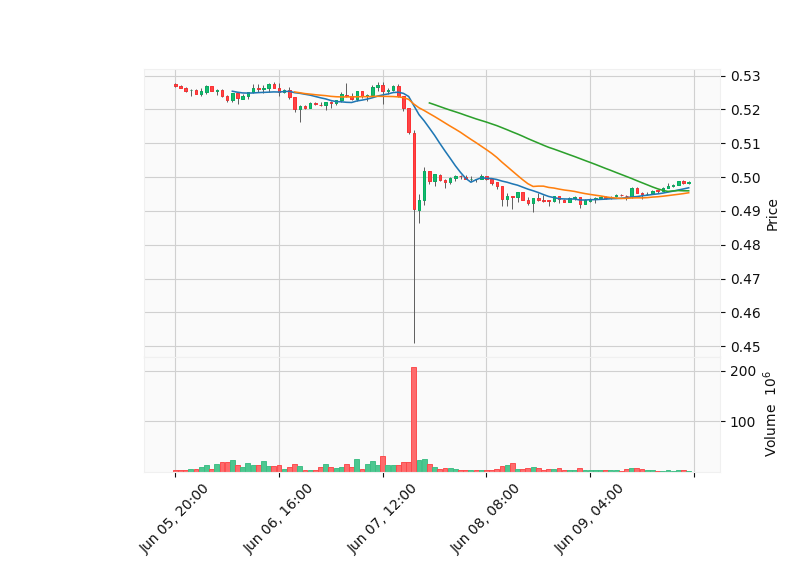 0.53
0.52
0.51
0.50
0.49
0.48
0.47
0.46
0.45
Price
200
100
Volume 10^6
Jun 05, 20:00
Jun 06, 16:00
Jun 07, 12:00
Jun 08, 08:00
Jun 09, 04:00